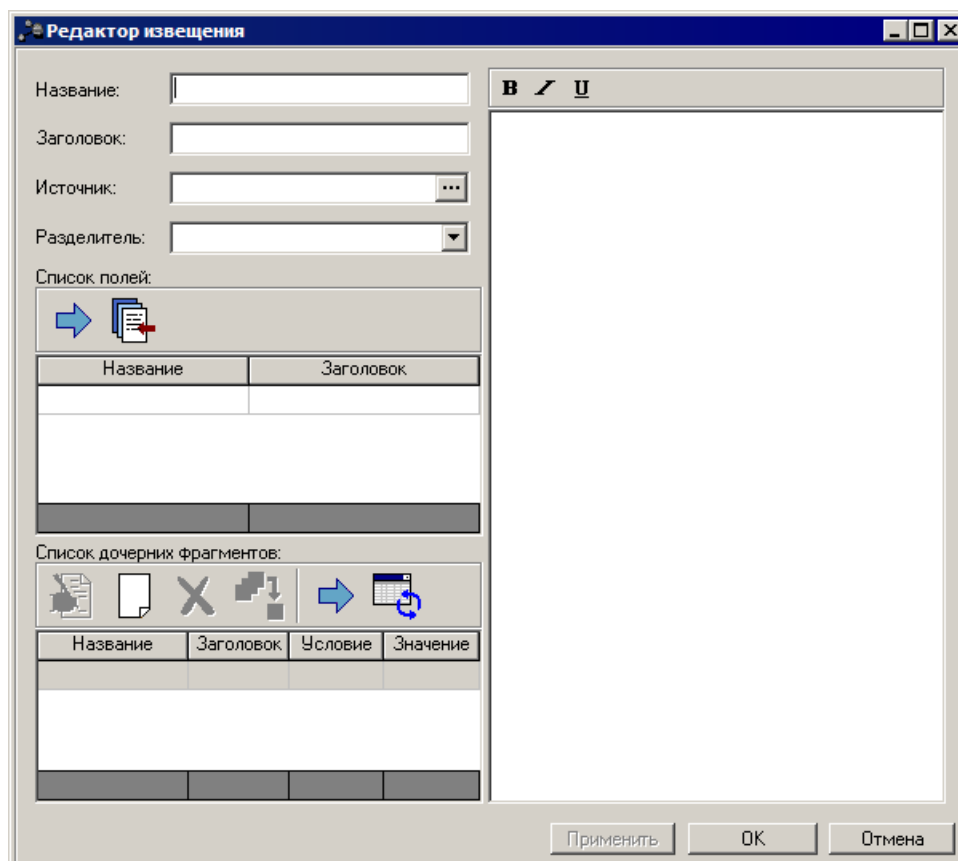 Редактор извещения
Название:
Заголовок:
Источник:
...
Разделитель:
Список полей:
Название Заголовок
Список дочерних фрагментов:
Название Заголовок Условие Значение
B I U
Применить OK Отмена